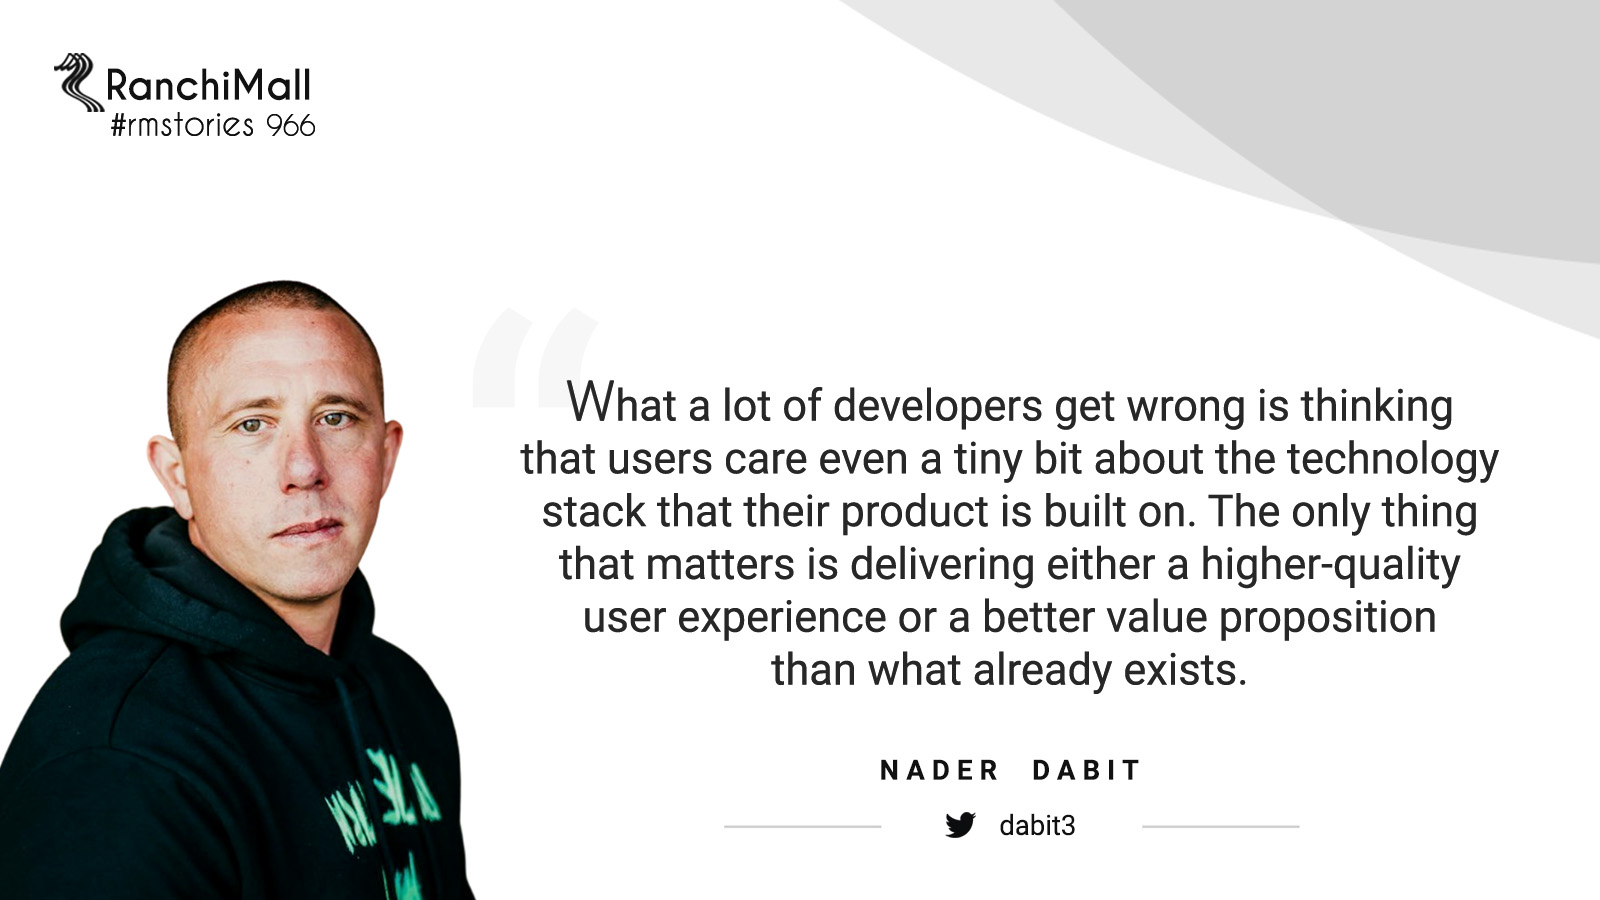 RanchiMall
#rmstories 966
What a lot of developers get wrong is thinking
that users care even a tiny bit about the technology
stack that their product is built on. The only thing
that matters is delivering either a higher-quality
user experience or a better value proposition
than what already exists.
NADER DABIT
dabit3